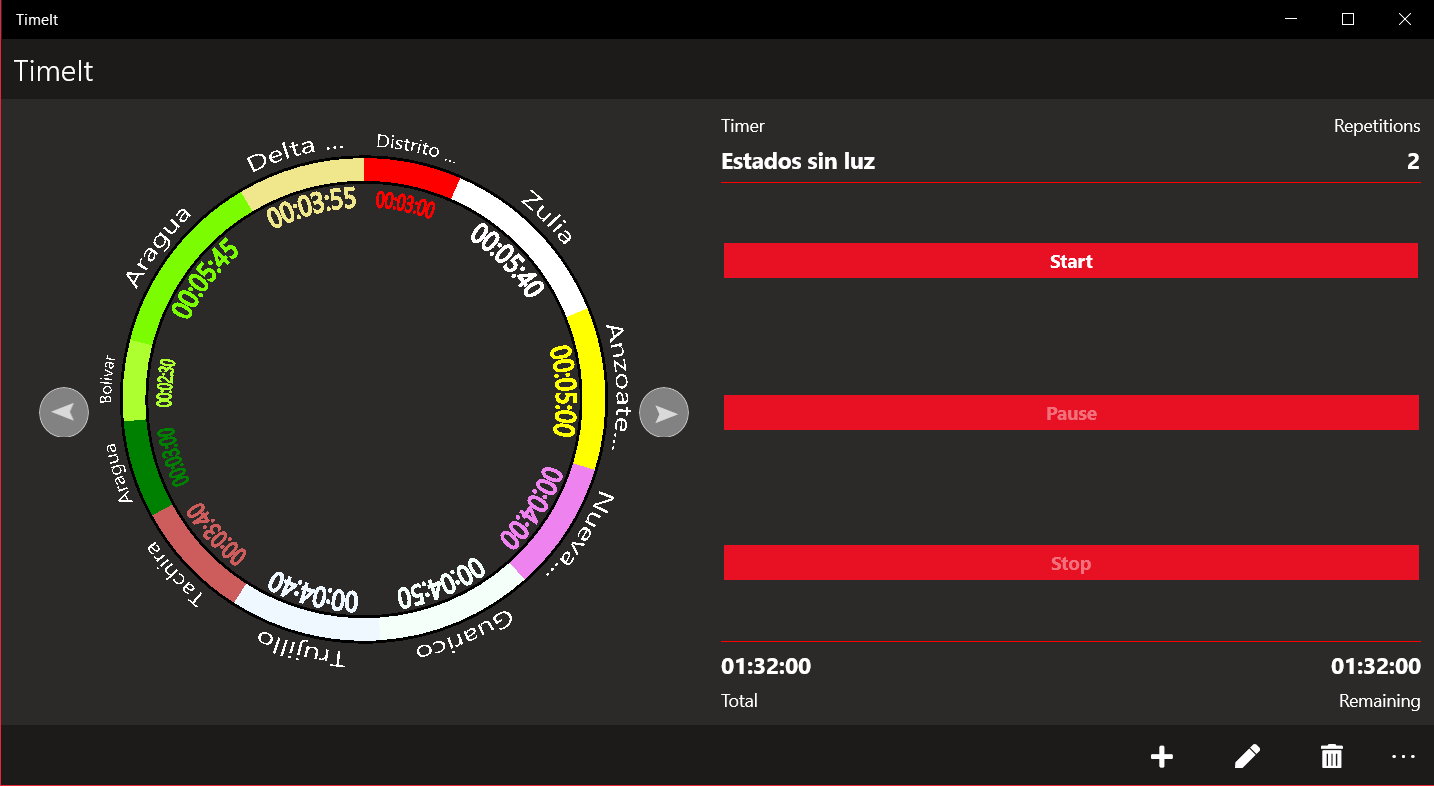 TimeIt
TimeIt
Timer
Repetitions
Estados sin luz
2
Distrito ...
00:03:00
Zulia
00:05:40
Anzoate...
00:05:00
Nueva...
00:04:00
Guarico
00:04:50
Trujillo
00:04:40
Tachira
00:03:40
Aragua
00:03:00
Bolivar
00:02:30
Aragua
00:05:45
Delta ...
00:03:55
Start
Pause
Stop
01:32:00
01:32:00
Total
Remaining